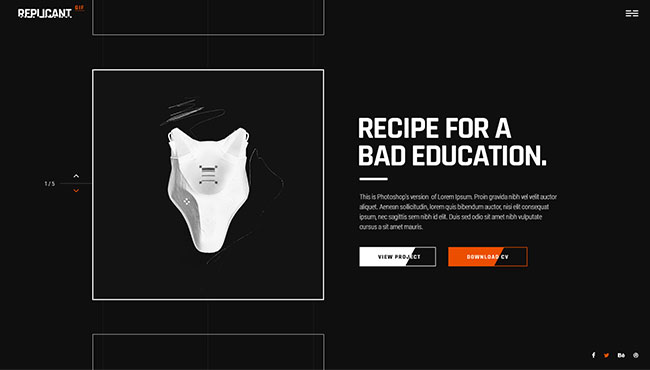 REPLICANT
GIF
1 / 5
RECIPE FOR A
BAD EDUCATION.
This is Photoshop's version of Lorem Ipsum. Proin gravida nibh vel velit auctor
aliquet. Aenean sollicitudin, lorem quis bibendum auctor, nisi elit consequat
ipsum, nec sagittis sem nibh id elit. Duis sed odio sit amet nibh vulputate
cursus a sit amet mauris.
VIEW PROJECT
DOWNLOAD CV